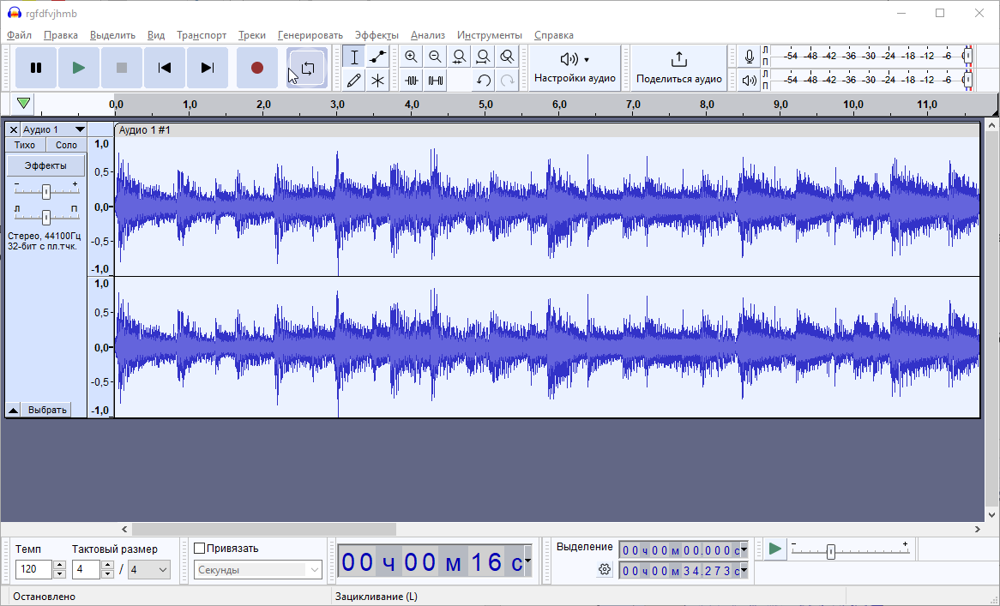 rgfdfvjhmb
Файл Правка Выделить Вид Транспорт Треки Генерировать Эффекты Анализ Инструменты Справка
Настройки аудио
Поделиться аудио
Л
П
-54 -48 -42 -36 -30 -24 -18 -12 -6 0
Л
П
-54 -48 -42 -36 -30 -24 -18 -12 -6 0
0,0 1,0 2,0 3,0 4,0 5,0 6,0 7,0 8,0 9,0 10,0 11,0
Аудио 1
Аудио 1 #1
Тихо Соло
Эффекты
- +
Л П
Стерео, 44100Гц
32-бит с пл.тчк.
Выбрать
1,0
0,5-
0,0-
-0,5-
-1,0
1,0
0,5-
0,0-
-0,5-
-1,0
Темп Тактовый размер
120 4 / 4
Привязать
Секунды
00 ч 00 м 16 с
Выделение
00 ч 00 м 00.000 с
00 ч 00 м 34.273 с
- +
Остановлено
Зацикливание (L)